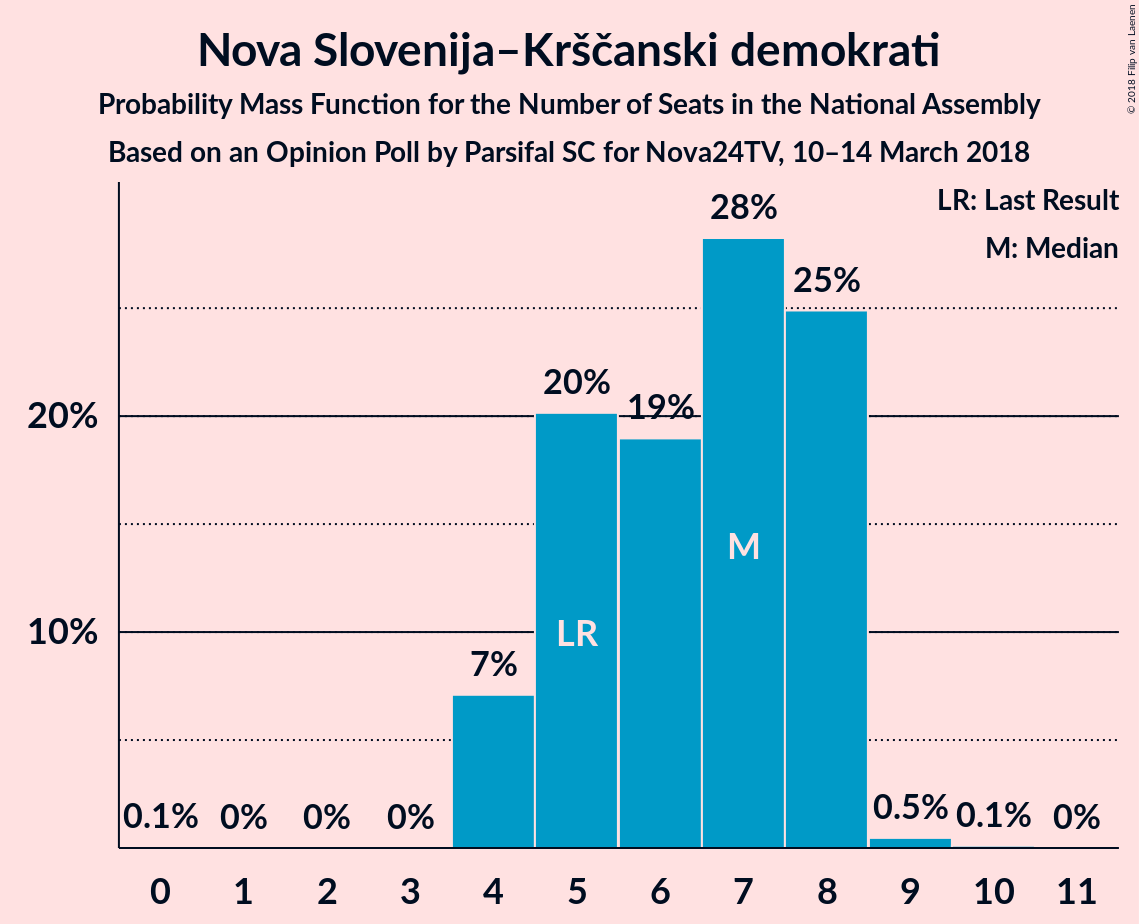 Nova Slovenija–Krščanski demokrati
Probability Mass Function for the Number of Seats in the National Assembly
Based on an Opinion Poll by Parsifal SC for Nova24TV, 10–14 March 2018
© 2018 Filip van Laenen
LR: Last Result
M: Median
28%
25%
20%
19%
20%
M
LR
10%
7%
0.1% 0% 0% 0% 0.5% 0.1% 0%
0 1 2 3 4 5 6 7 8 9 10 11